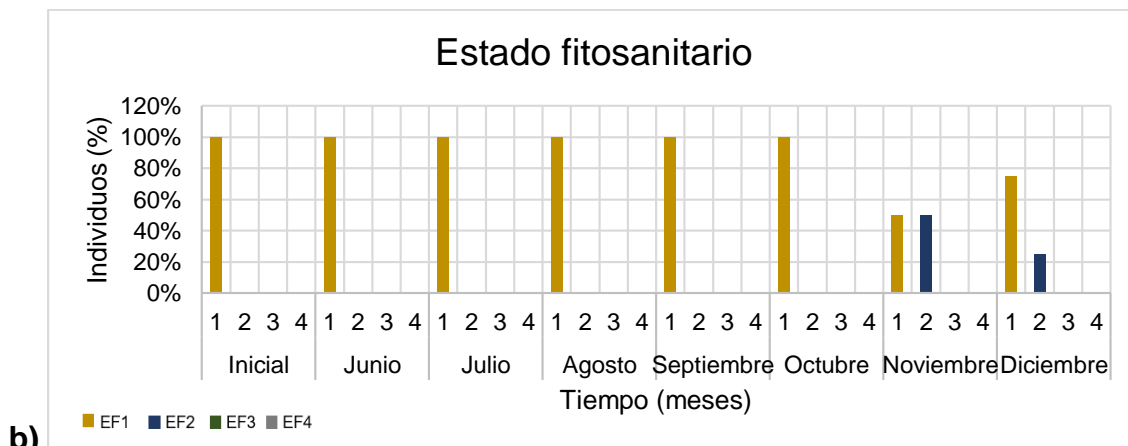 Estado fitosanitario
120%
100%
80%
60%
40%
20%
0%
Individuos (%)
1 2 3 4 1 2 3 4 1 2 3 4 1 2 3 4 1 2 3 4 1 2 3 4 1 2 3 4 1 2 3 4
Inicial Junio Julio Agosto Septiembre Octubre Noviembre Diciembre
Tiempo (meses)
EF1 EF2 EF3 EF4
b)